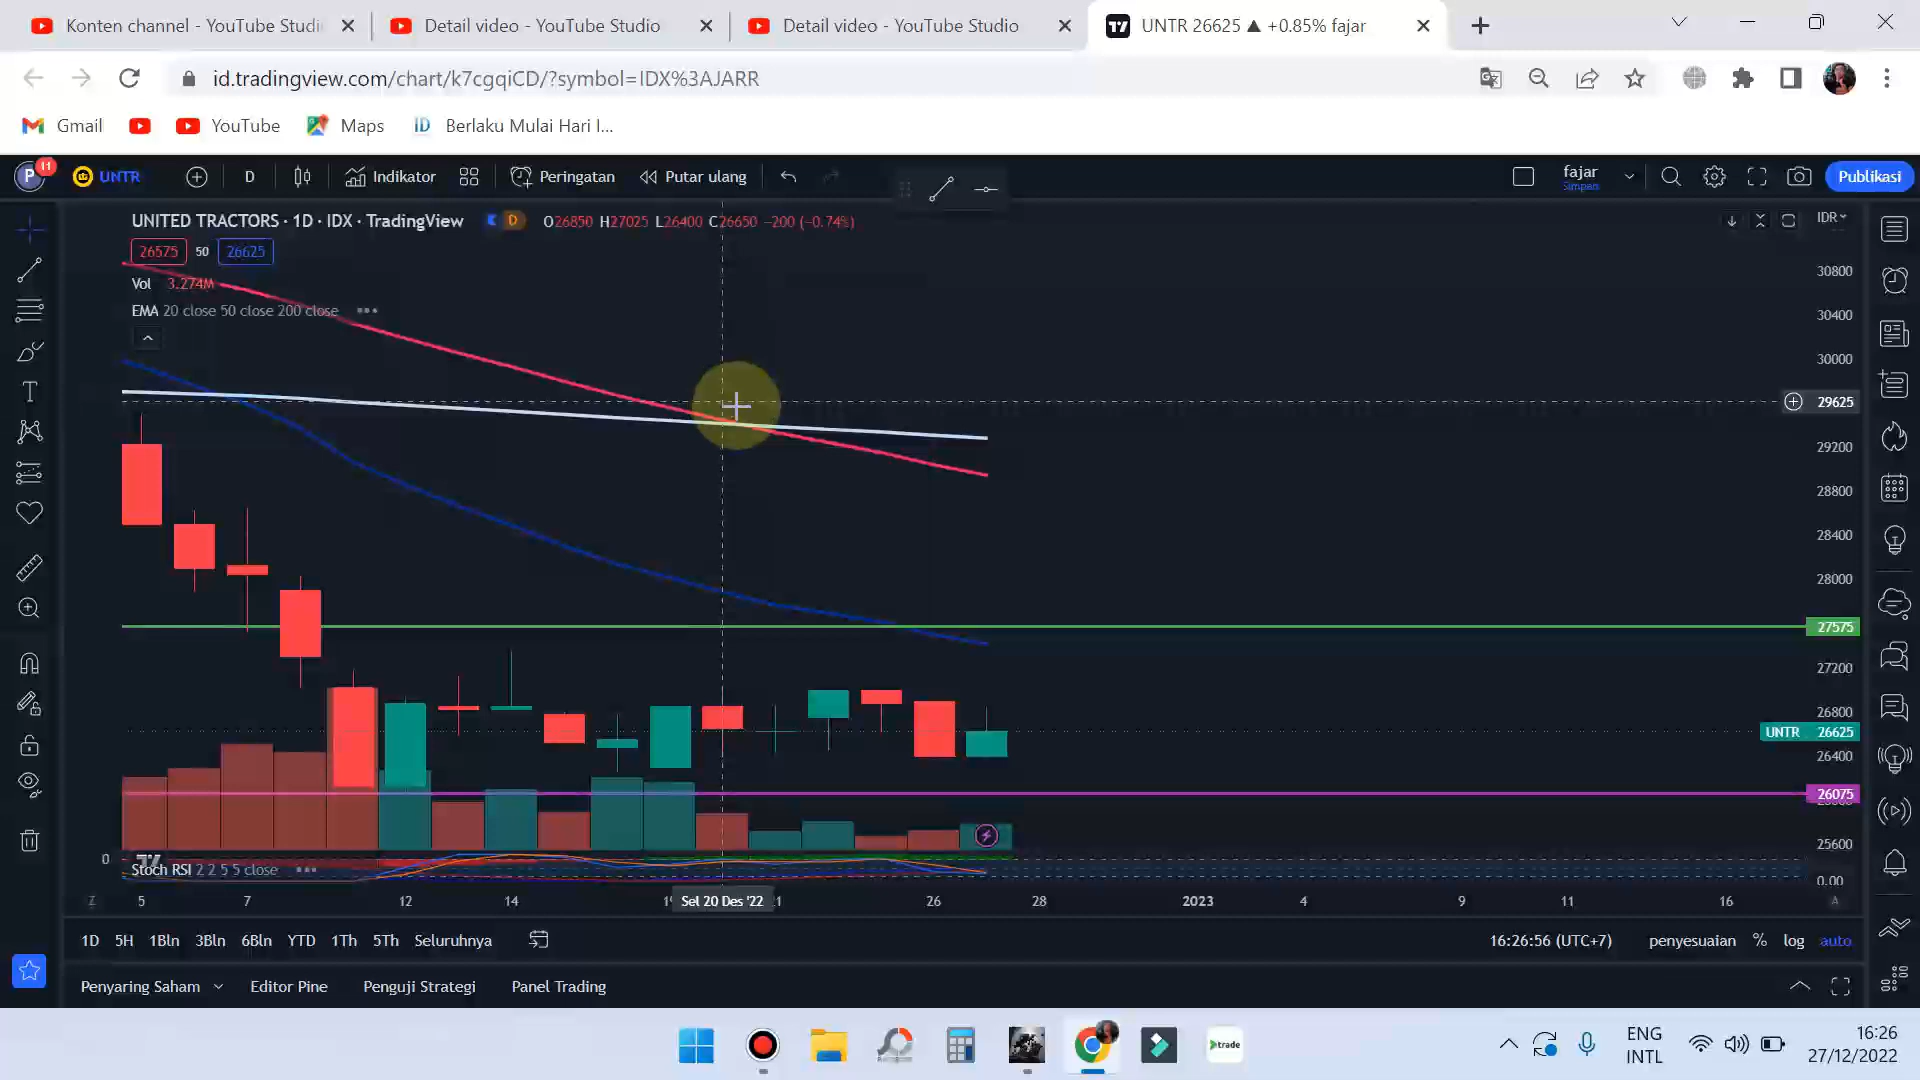 Konten channel - YouTube Studi
Detail video - YouTube Studio
Detail video - YouTube Studio
UNTR 26625 ▲ +0.85% fajar
id.tradingview.com/chart/k7cgqiCD/?symbol=IDX%3AJARR
Gmail
YouTube
Maps
ID Berlaku Mulai Hari I...
P 11
UNTR
D
Indikator
Peringatan
Putar ulang
fajar
Simpan
Publikasi
UNITED TRACTORS · 1D · IDX · TradingView
D
O26850 H27025 L26400 C26650 −200 (−0.74%)
IDR
26575 50 26625
Vol 3.274M
EMA 20 close 50 close 200 close
30800
30400
30000
29625
29200
28800
28400
28000
27575
27200
26800
UNTR 26625
26400
26075
25600
0
Stoch RSI 2 2 5 5 close
0.00
Z 5 7 12 14 Sel 20 Des '22 26 28 2023 4 9 11 16 A
1D 5H 1Bln 3Bln 6Bln YTD 1Th 5Th Seluruhnya
16:26:56 (UTC+7) penyesuaian % log auto
Penyaring Saham Editor Pine Penguji Strategi Panel Trading
trade
ENG
INTL
16:26
27/12/2022